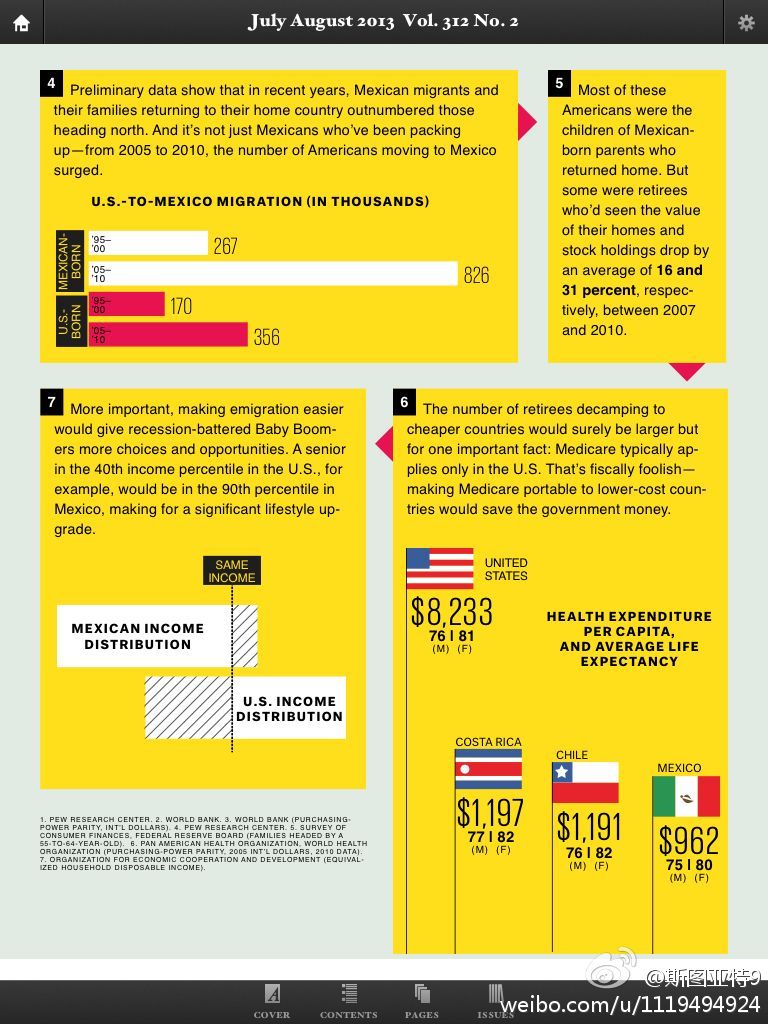 July August 2013 Vol. 312 No. 2
4 Preliminary data show that in recent years, Mexican migrants and
their families returning to their home country outnumbered those
heading north. And it's not just Mexicans who've been packing
up—from 2005 to 2010, the number of Americans moving to Mexico
surged.
U.S.-TO-MEXICO MIGRATION (IN THOUSANDS)
MEXICAN-
BORN
'95–
'00
267
'05–
'10
826
U.S.-
BORN
'95–
'00
170
'05–
'10
356
5 Most of these
Americans were the
children of Mexican-
born parents who
returned home. But
some were retirees
who'd seen the value
of their homes and
stock holdings drop by
an average of 16 and
31 percent, respec-
tively, between 2007
and 2010.
6 The number of retirees decamping to
cheaper countries would surely be larger but
for one important fact: Medicare typically ap-
plies only in the U.S. That's fiscally foolish—
making Medicare portable to lower-cost coun-
tries would save the government money.
UNITED
STATES
$8,233
76 | 81
(M) (F)
HEALTH EXPENDITURE
PER CAPITA,
AND AVERAGE LIFE
EXPECTANCY
COSTA RICA
$1,197
77 | 82
(M) (F)
CHILE
$1,191
76 | 82
(M) (F)
MEXICO
$962
75 | 80
(M) (F)
7 More important, making emigration easier
would give recession-battered Baby Boom-
ers more choices and opportunities. A senior
in the 40th income percentile in the U.S., for
example, would be in the 90th percentile in
Mexico, making for a significant lifestyle up-
grade.
SAME
INCOME
MEXICAN INCOME
DISTRIBUTION
U.S. INCOME
DISTRIBUTION
1. PEW RESEARCH CENTER. 2. WORLD BANK. 3. WORLD BANK (PURCHASING-
POWER PARITY, INT'L DOLLARS). 4. PEW RESEARCH CENTER. 5. SURVEY OF
CONSUMER FINANCES, FEDERAL RESERVE BOARD (FAMILIES HEADED BY A
55-TO-64-YEAR-OLD). 6. PAN AMERICAN HEALTH ORGANIZATION, WORLD HEALTH
ORGANIZATION (PURCHASING-POWER PARITY, 2005 INT'L DOLLARS, 2010 DATA).
7. ORGANIZATION FOR ECONOMIC COOPERATION AND DEVELOPMENT (EQUIVAL-
IZED HOUSEHOLD DISPOSABLE INCOME).
@斯图亚特9
weibo.com/u/1119494924
COVER
CONTENTS
PAGES
ISSUES